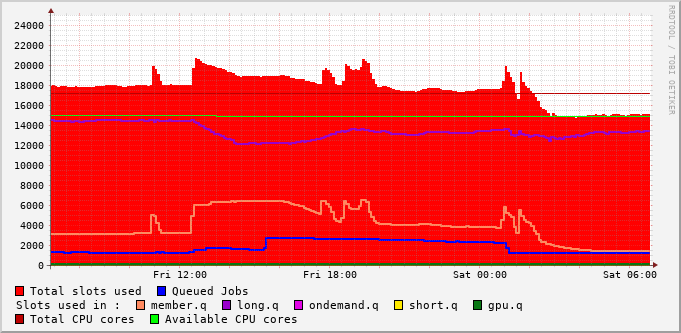 24000
22000
20000
18000
16000
14000
12000
10000
8000
6000
4000
2000
0
Fri 12:00 Fri 18:00 Sat 00:00 Sat 06:00
RRDTOOL / TOBI OETIKER
Total slots used Queued Jobs
Slots used in : member.q long.q ondemand.q short.q gpu.q
Total CPU cores Available CPU cores